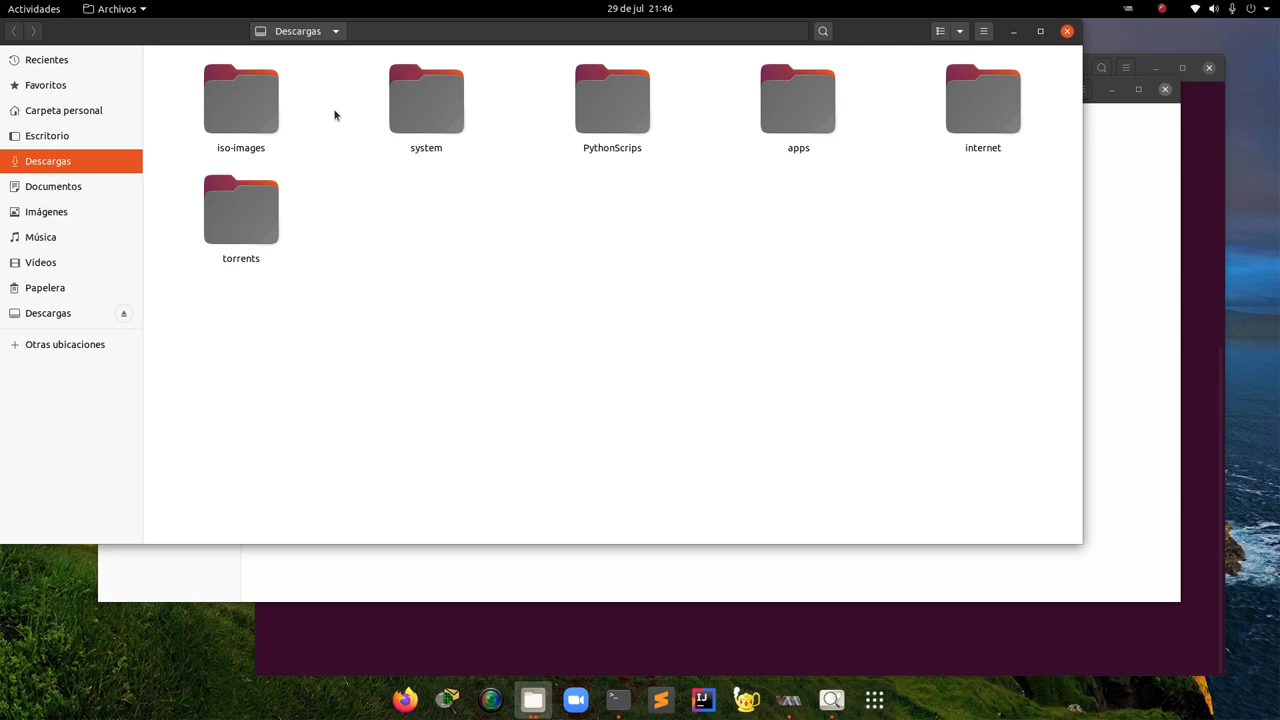 Actividades Archivos 29 de jul 21:46
Descargas
Recientes
Favoritos
Carpeta personal
Escritorio
Descargas
Documentos
Imágenes
Música
Vídeos
Papelera
Descargas
Otras ubicaciones
iso-images system PythonScrips apps internet
torrents